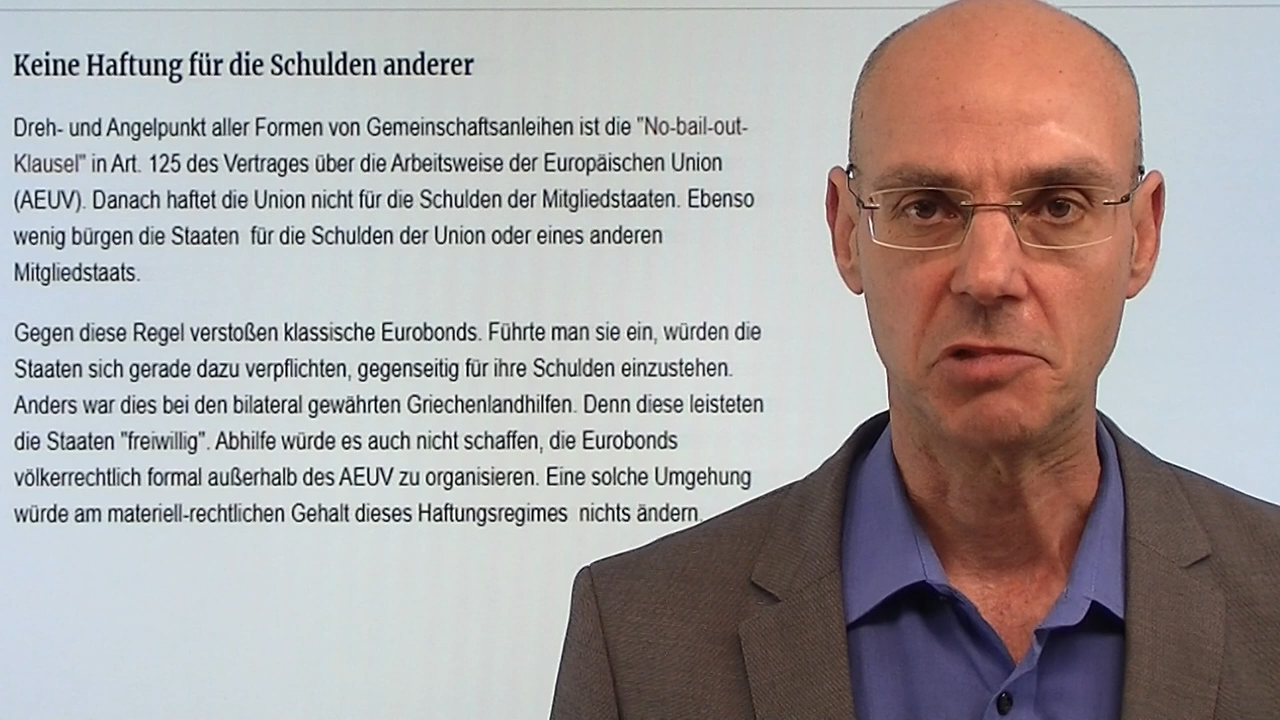 Keine Haftung für die Schulden anderer
Dreh- und Angelpunkt aller Formen von Gemeinschaftsanleihen ist die "No-bail-out-
Klausel" in Art. 125 des Vertrages über die Arbeitsweise der Europäischen Union
(AEUV). Danach haftet die Union nicht für die Schulden der Mitgliedstaaten. Ebenso
wenig bürgen die Staaten für die Schulden der Union oder eines anderen
Mitgliedstaats.
Gegen diese Regel verstoßen klassische Eurobonds. Führte man sie ein, würden die
Staaten sich gerade dazu verpflichten, gegenseitig für ihre Schulden einzustehen.
Anders war dies bei den bilateral gewährten Griechenlandhilfen. Denn diese leisteten
die Staaten "freiwillig". Abhilfe würde es auch nicht schaffen, die Eurobonds
völkerrechtlich formal außerhalb des AEUV zu organisieren. Eine solche Umgehung
würde am materiell-rechtlichen Gehalt dieses Haftungsregimes nichts ändern.